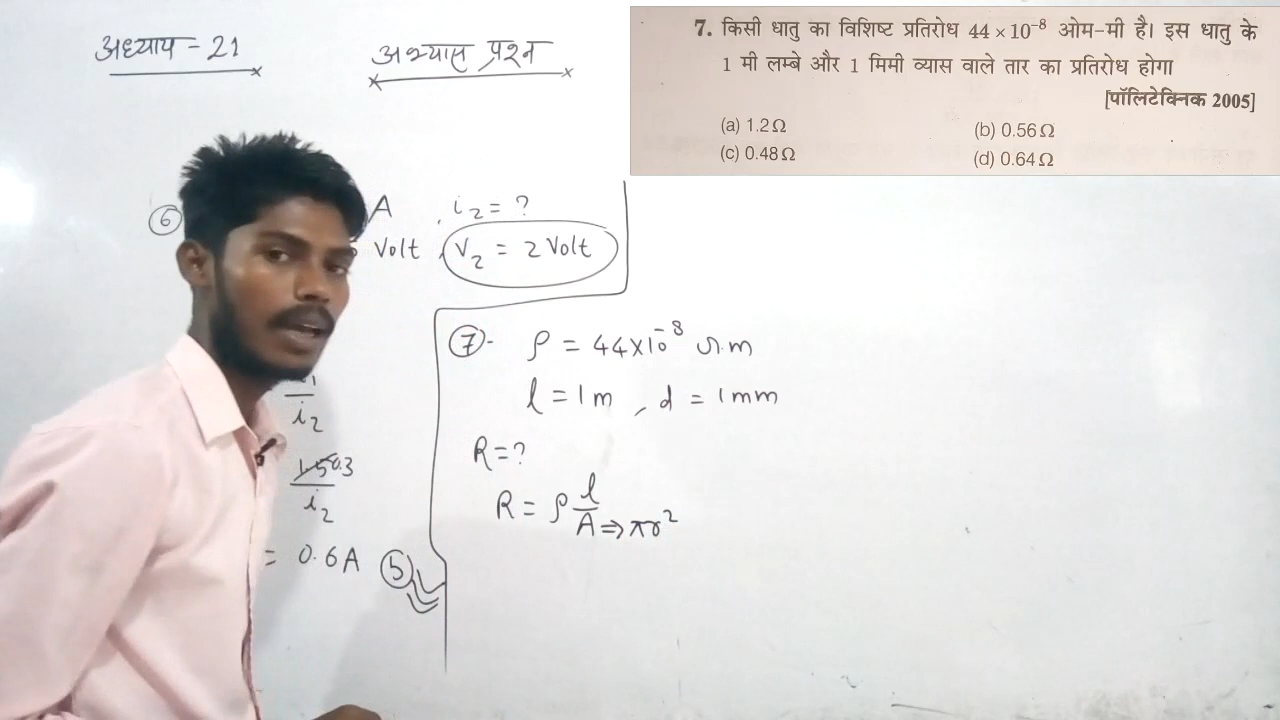 अध्याय - 21
अभ्यास प्रश्न
7. किसी धातु का विशिष्ट प्रतिरोध 44 × 10⁻⁸ ओम-मी है। इस धातु के
1 मी लम्बे और 1 मिमी व्यास वाले तार का प्रतिरोध होगा
[पॉलिटेक्निक 2005]
(a) 1.2Ω
(b) 0.56Ω
(c) 0.48Ω
(d) 0.64Ω
6
A , i₂ = ?
Volt , V₂ = 2 Volt
i₂
i₂
= 0.6A (b)
7- ρ = 44×10⁻⁸ Ω.m
l = 1m , d = 1mm
R = ?
R = ρ l/A ⇒ πr²